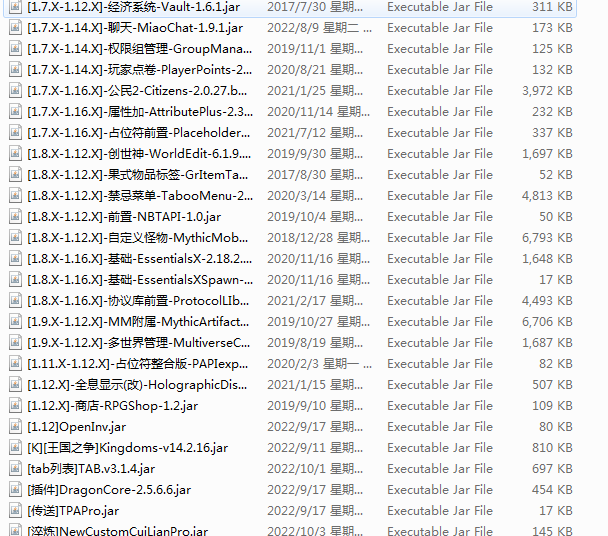 [1.7.X-1.12.X]-经济系统-Vault-1.6.1.jar 2017/7/30 星期... Executable Jar File 311 KB
[1.7.X-1.14.X]-聊天-MiaoChat-1.9.1.jar 2022/8/9 星期二 ... Executable Jar File 173 KB
[1.7.X-1.14.X]-权限组管理-GroupMana... 2019/11/1 星期... Executable Jar File 125 KB
[1.7.X-1.14.X]-玩家点卷-PlayerPoints-2... 2020/8/21 星期... Executable Jar File 132 KB
[1.7.X-1.16.X]-公民2-Citizens-2.0.27.b... 2021/1/25 星期... Executable Jar File 3,972 KB
[1.7.X-1.16.X]-属性加-AttributePlus-2.3... 2020/11/14 星期... Executable Jar File 232 KB
[1.7.X-1.16.X]-占位符前置-Placeholder... 2021/7/12 星期... Executable Jar File 337 KB
[1.8.X-1.12.X]-创世神-WorldEdit-6.1.9.... 2019/9/30 星期... Executable Jar File 1,697 KB
[1.8.X-1.12.X]-果式物品标签-GrItemTa... 2017/8/30 星期... Executable Jar File 52 KB
[1.8.X-1.12.X]-禁忌菜单-TabooMenu-2... 2020/3/14 星期... Executable Jar File 4,813 KB
[1.8.X-1.12.X]-前置-NBTAPI-1.0.jar 2019/10/4 星期... Executable Jar File 50 KB
[1.8.X-1.12.X]-自定义怪物-MythicMob... 2018/12/28 星期... Executable Jar File 6,793 KB
[1.8.X-1.16.X]-基础-EssentialsX-2.18.2.... 2020/11/16 星期... Executable Jar File 1,648 KB
[1.8.X-1.16.X]-基础-EssentialsXSpawn-... 2020/11/16 星期... Executable Jar File 17 KB
[1.8.X-1.16.X]-协议库前置-ProtocolLIb... 2021/2/17 星期... Executable Jar File 4,493 KB
[1.9.X-1.12.X]-MM附属-MythicArtifact... 2019/10/27 星期... Executable Jar File 6,706 KB
[1.9.X-1.12.X]-多世界管理-MultiverseC... 2019/8/19 星期... Executable Jar File 1,687 KB
[1.11.X-1.12.X]-占位符整合版-PAPIexp... 2020/2/3 星期一 ... Executable Jar File 82 KB
[1.12.X]-全息显示(改)-HolographicDis... 2021/1/15 星期... Executable Jar File 507 KB
[1.12.X]-商店-RPGShop-1.2.jar 2019/9/10 星期... Executable Jar File 109 KB
[1.12]OpenInv.jar 2022/9/17 星期... Executable Jar File 80 KB
[K][王国之争]Kingdoms-v14.2.16.jar 2022/9/11 星期... Executable Jar File 810 KB
[tab列表]TAB.v3.1.4.jar 2022/10/1 星期... Executable Jar File 697 KB
[插件]DragonCore-2.5.6.6.jar 2022/9/17 星期... Executable Jar File 454 KB
[传送]TPAPro.jar 2022/9/17 星期... Executable Jar File 17 KB
[淬炼]NewCustomCuiLianPro.jar 2022/10/3 星期... Executable Jar File 145 KB